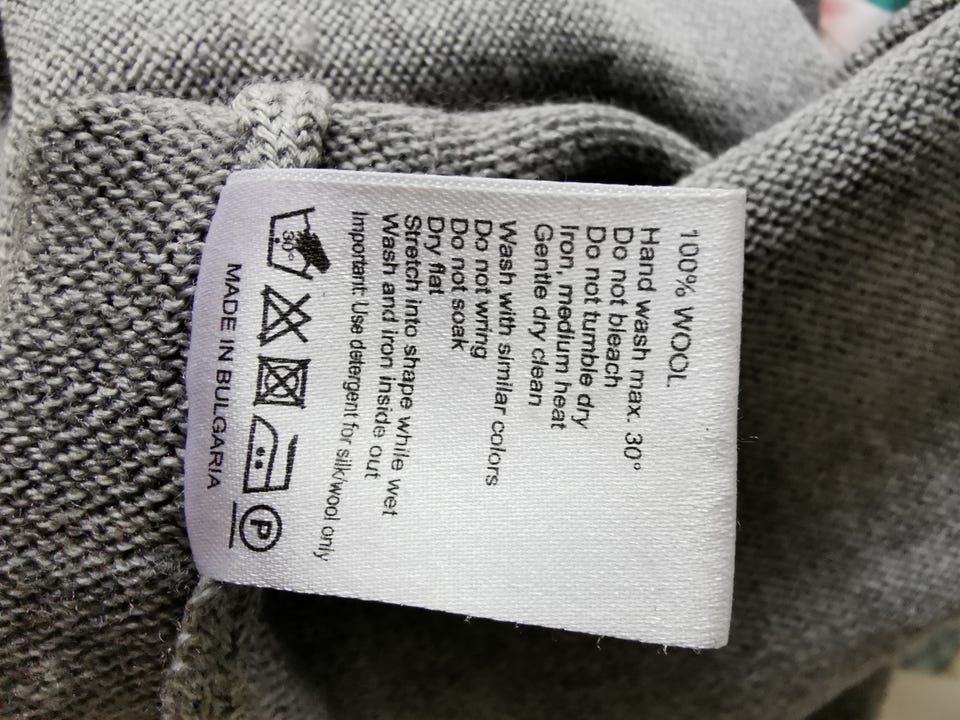 100% WOOL
Hand wash max. 30°
Do not bleach
Do not tumble dry
Iron, medium heat
Gentle dry clean
Wash with similar colors
Do not wring
Do not soak
Dry flat
Stretch into shape while wet
Wash and iron inside out
Important: Use detergent for silk/wool only
30° P
MADE IN BULGARIA